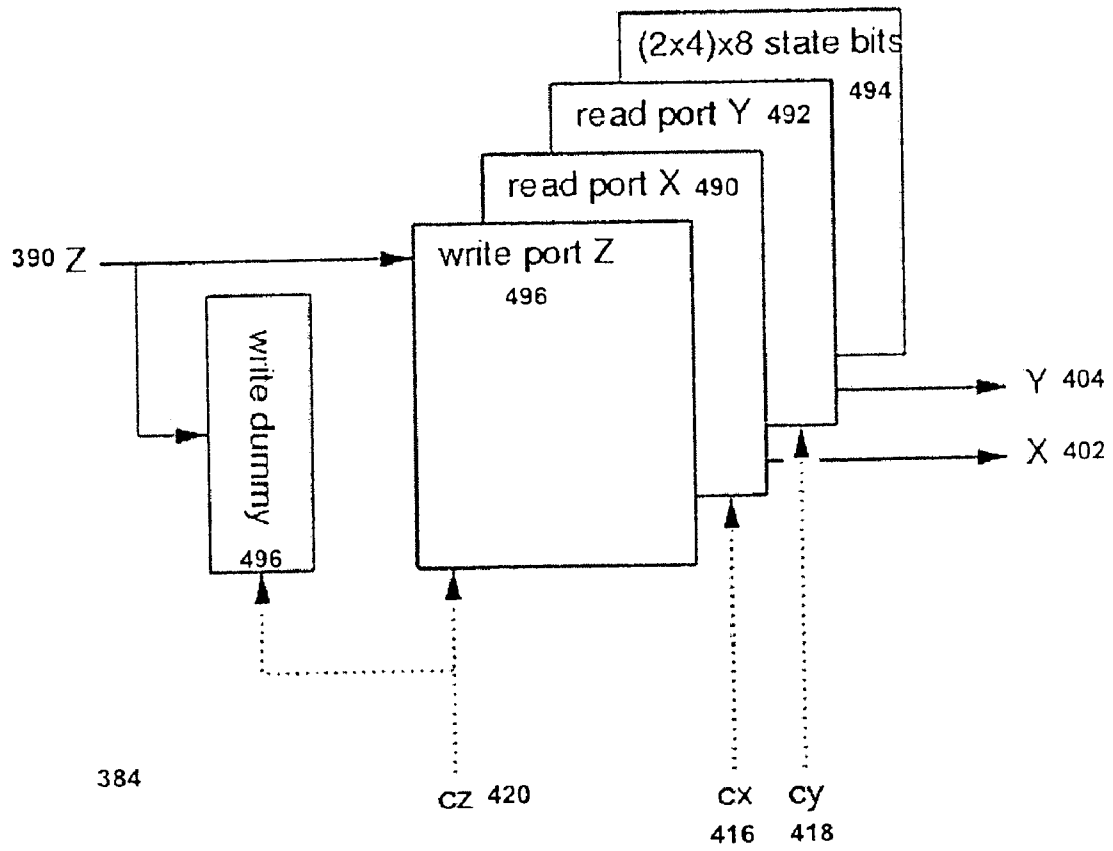 (2x4)x8 state bits
494
read port Y 492
read port X 490
write port Z
496
390 Z
write dummy
496
Y 404
X 402
384
cz 420
cx
416
cy
418